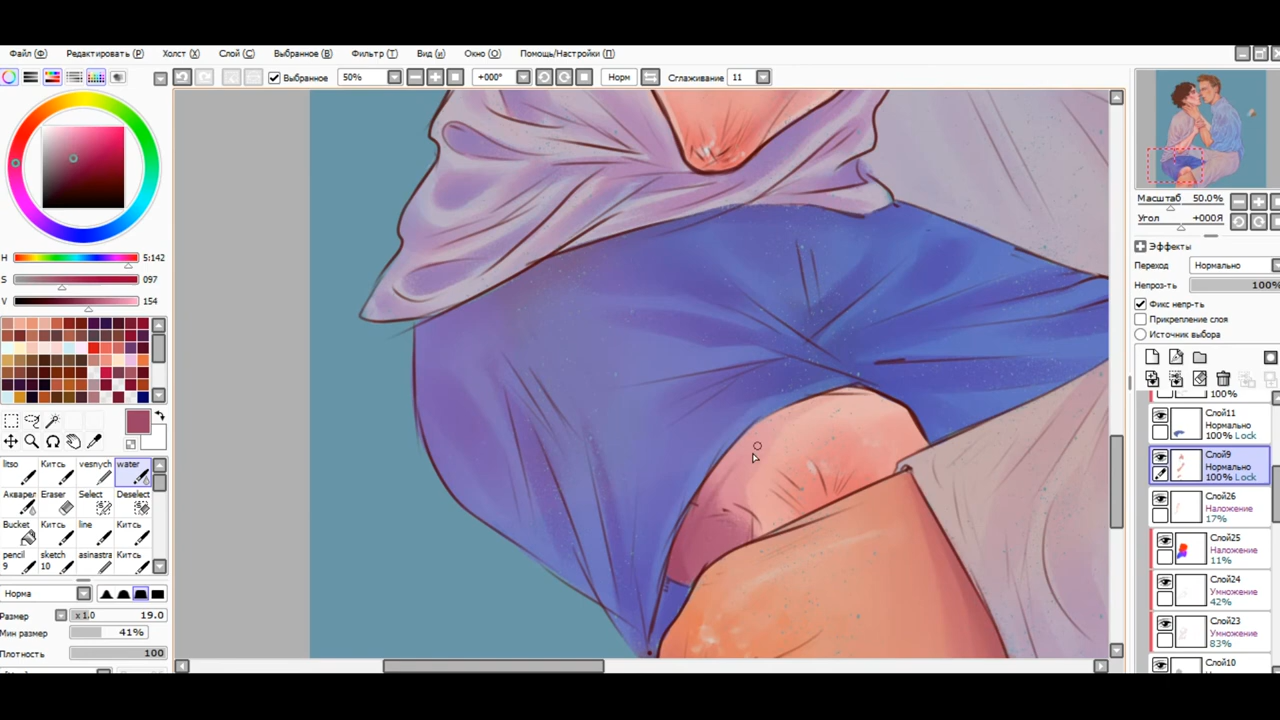 Файл (Ф) Редактировать (Р) Холст (X) Слой (C) Выбранное (B) Фильтр (T) Вид (и) Окно (O) Помощь/Настройки (П)
Выбранное 50% +000° Норм Сглаживание 11
Масштаб 50.0%
Угол +000Я
Эффекты
Переход Нормально
Непроз-ть 100%
Фикс непр-ть
Прикрепление слоя
Источник выбора
H 5:142
S 097
V 154
100%
Слой11
Нормально
100% Lock
Слой9
Нормально
100% Lock
Слой26
Наложение
17%
Слой25
Наложение
11%
Слой24
Умножение
42%
Слой23
Умножение
83%
Слой10
Норма
litso Китсь vesnych water
Акваре Eraser Select Deselect
Bucket Китсь line Китсь
pencil sketch asinastra Китсь
9 10
Норма
Размер x1.0 19.0
Мин размер 41%
Плотность 100